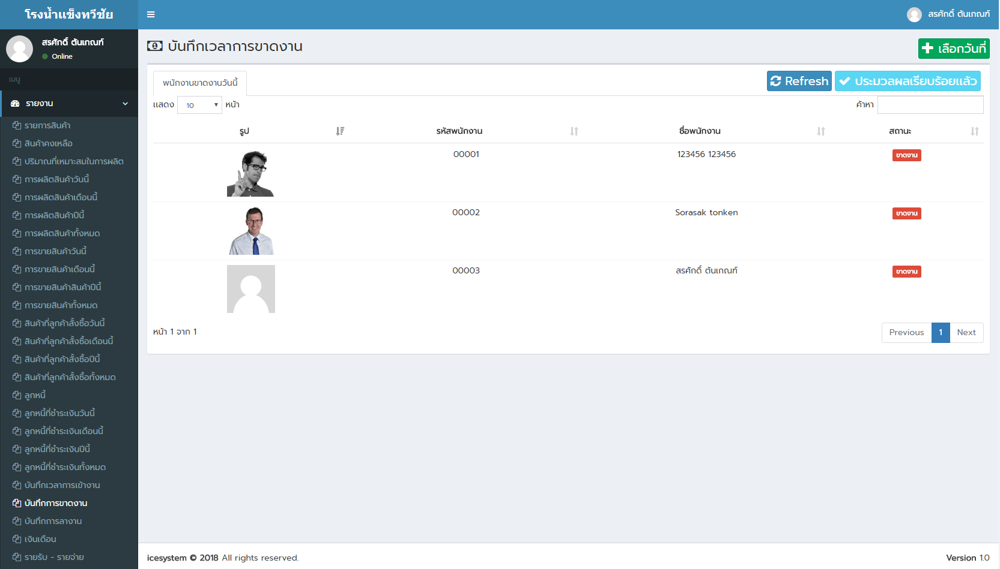 โรงน้ำแข็งทวีชัย
สรศักดิ์ ตันเกณฑ์
สรศักดิ์ ตันเกณฑ์
Online
เมนู
รายงาน
รายการสินค้า
สินค้าคงเหลือ
ปริมาณที่เหมาะสมในการผลิต
การผลิตสินค้าวันนี้
การผลิตสินค้าเดือนนี้
การผลิตสินค้าปีนี้
การผลิตสินค้าทั้งหมด
การขายสินค้าวันนี้
การขายสินค้าเดือนนี้
การขายสินค้าสินค้าปีนี้
การขายสินค้าทั้งหมด
สินค้าที่ลูกค้าสั้งซื้อวันนี้
สินค้าที่ลูกค้าสั้งซื้อเดือนนี้
สินค้าที่ลูกค้าสั้งซื้อปีนี้
สินค้าที่ลูกค้าสั้งซื้อทั้งหมด
ลูกหนี้
ลูกหนี้ที่ชำระเงินวันนี้
ลูกหนี้ที่ชำระเงินเดือนนี้
ลูกหนี้ที่ชำระเงินปีนี้
ลูกหนี้ที่ชำระเงินทั้งหมด
บันทึกเวลาการเข้างาน
บันทึกการขาดงาน
บันทึกการลางาน
เงินเดือน
รายรับ - รายจ่าย
บันทึกเวลาการขาดงาน
เลือกวันที่
พนักงานขาดงานวันนี้
Refresh ประมวลผลเรียบร้อยแล้ว
แสดง 10 หน้า
ค้าหา
รูป รหัสพนักงาน ชื่อพนักงาน สถานะ
00001 123456 123456 ขาดงาน
00002 Sorasak tonken ขาดงาน
00003 สรศักดิ์ ตันเกณฑ์ ขาดงาน
หน้า 1 จาก 1
Previous 1 Next
icesystem © 2018 All rights reserved.
Version 1.0